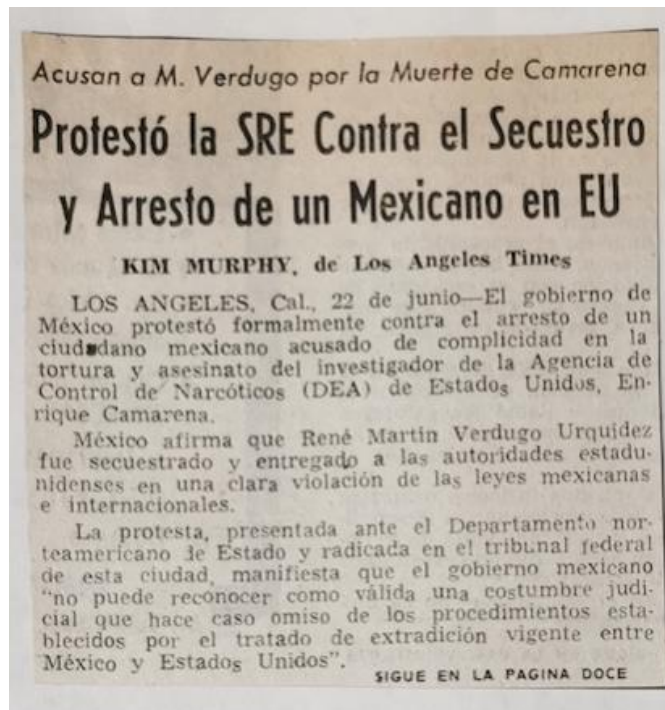 Acusan a M. Verdugo por la Muerte de Camarena
Protestó la SRE Contra el Secuestro
y Arresto de un Mexicano en EU
KIM MURPHY, de Los Angeles Times
LOS ANGELES, Cal., 22 de junio—El gobierno de
México protestó formalmente contra el arresto de un
ciudadano mexicano acusado de complicidad en la
tortura y asesinato del investigador de la Agencia de
Control de Narcóticos (DEA) de Estados Unidos, En-
rique Camarena.
México afirma que René Martín Verdugo Urquídez
fue secuestrado y entregado a las autoridades estadu-
nidenses en una clara violación de las leyes mexicanas
e internacionales.
La protesta, presentada ante el Departamento nor-
teamericano de Estado y radicada en el tribunal federal
de esta ciudad, manifiesta que el gobierno mexicano
"no puede reconocer como válida una costumbre judi-
cial que hace caso omiso de los procedimientos esta-
blecidos por el tratado de extradición vigente entre
México y Estados Unidos".
SIGUE EN LA PAGINA DOCE